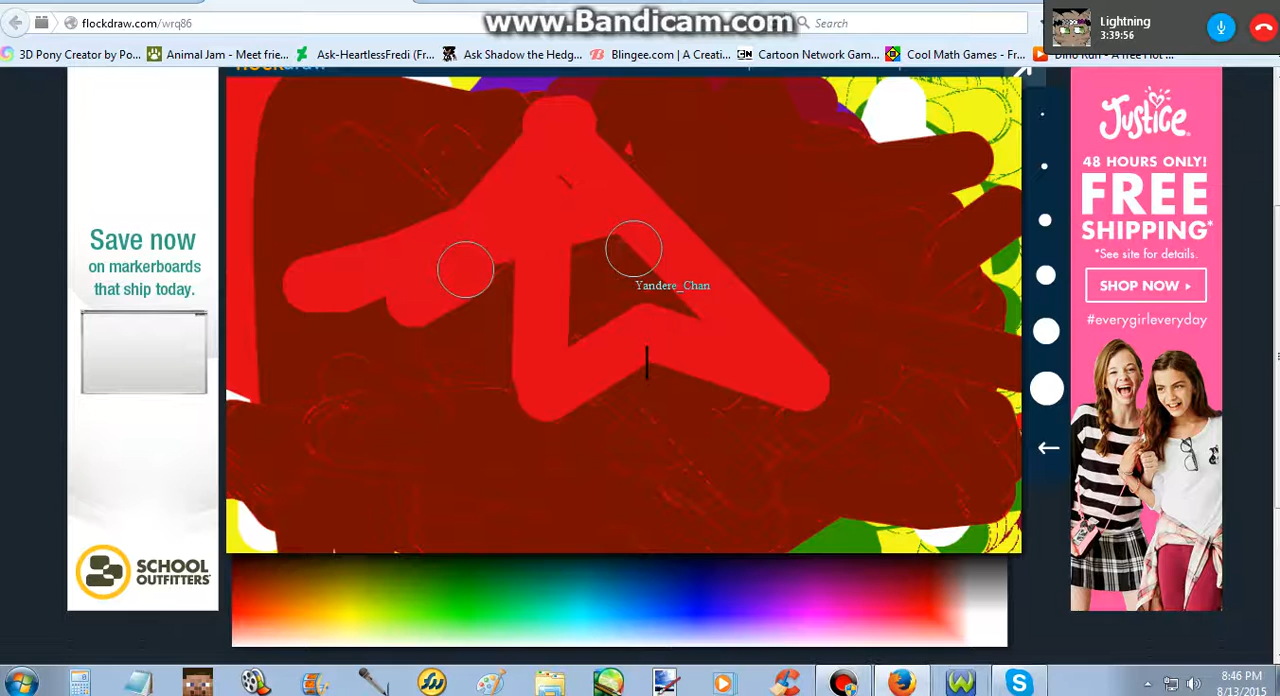 www.Bandicam.com
flockdraw.com/wrq86
Search
Lightning
3:39:56
3D Pony Creator by Po...
Animal Jam - Meet frie...
Ask-HeartlessFredi (Fr...
Ask Shadow the Hedg...
Blingee.com | A Creati...
Cartoon Network Gam...
Cool Math Games - Fr...
Justice
48 HOURS ONLY!
FREE
SHIPPING*
*See site for details.
SHOP NOW
#everygirleveryday
Save now
on markerboards
that ship today.
Yandere_Chan
SCHOOL
OUTFITTERS
8:46 PM
8/13/2015